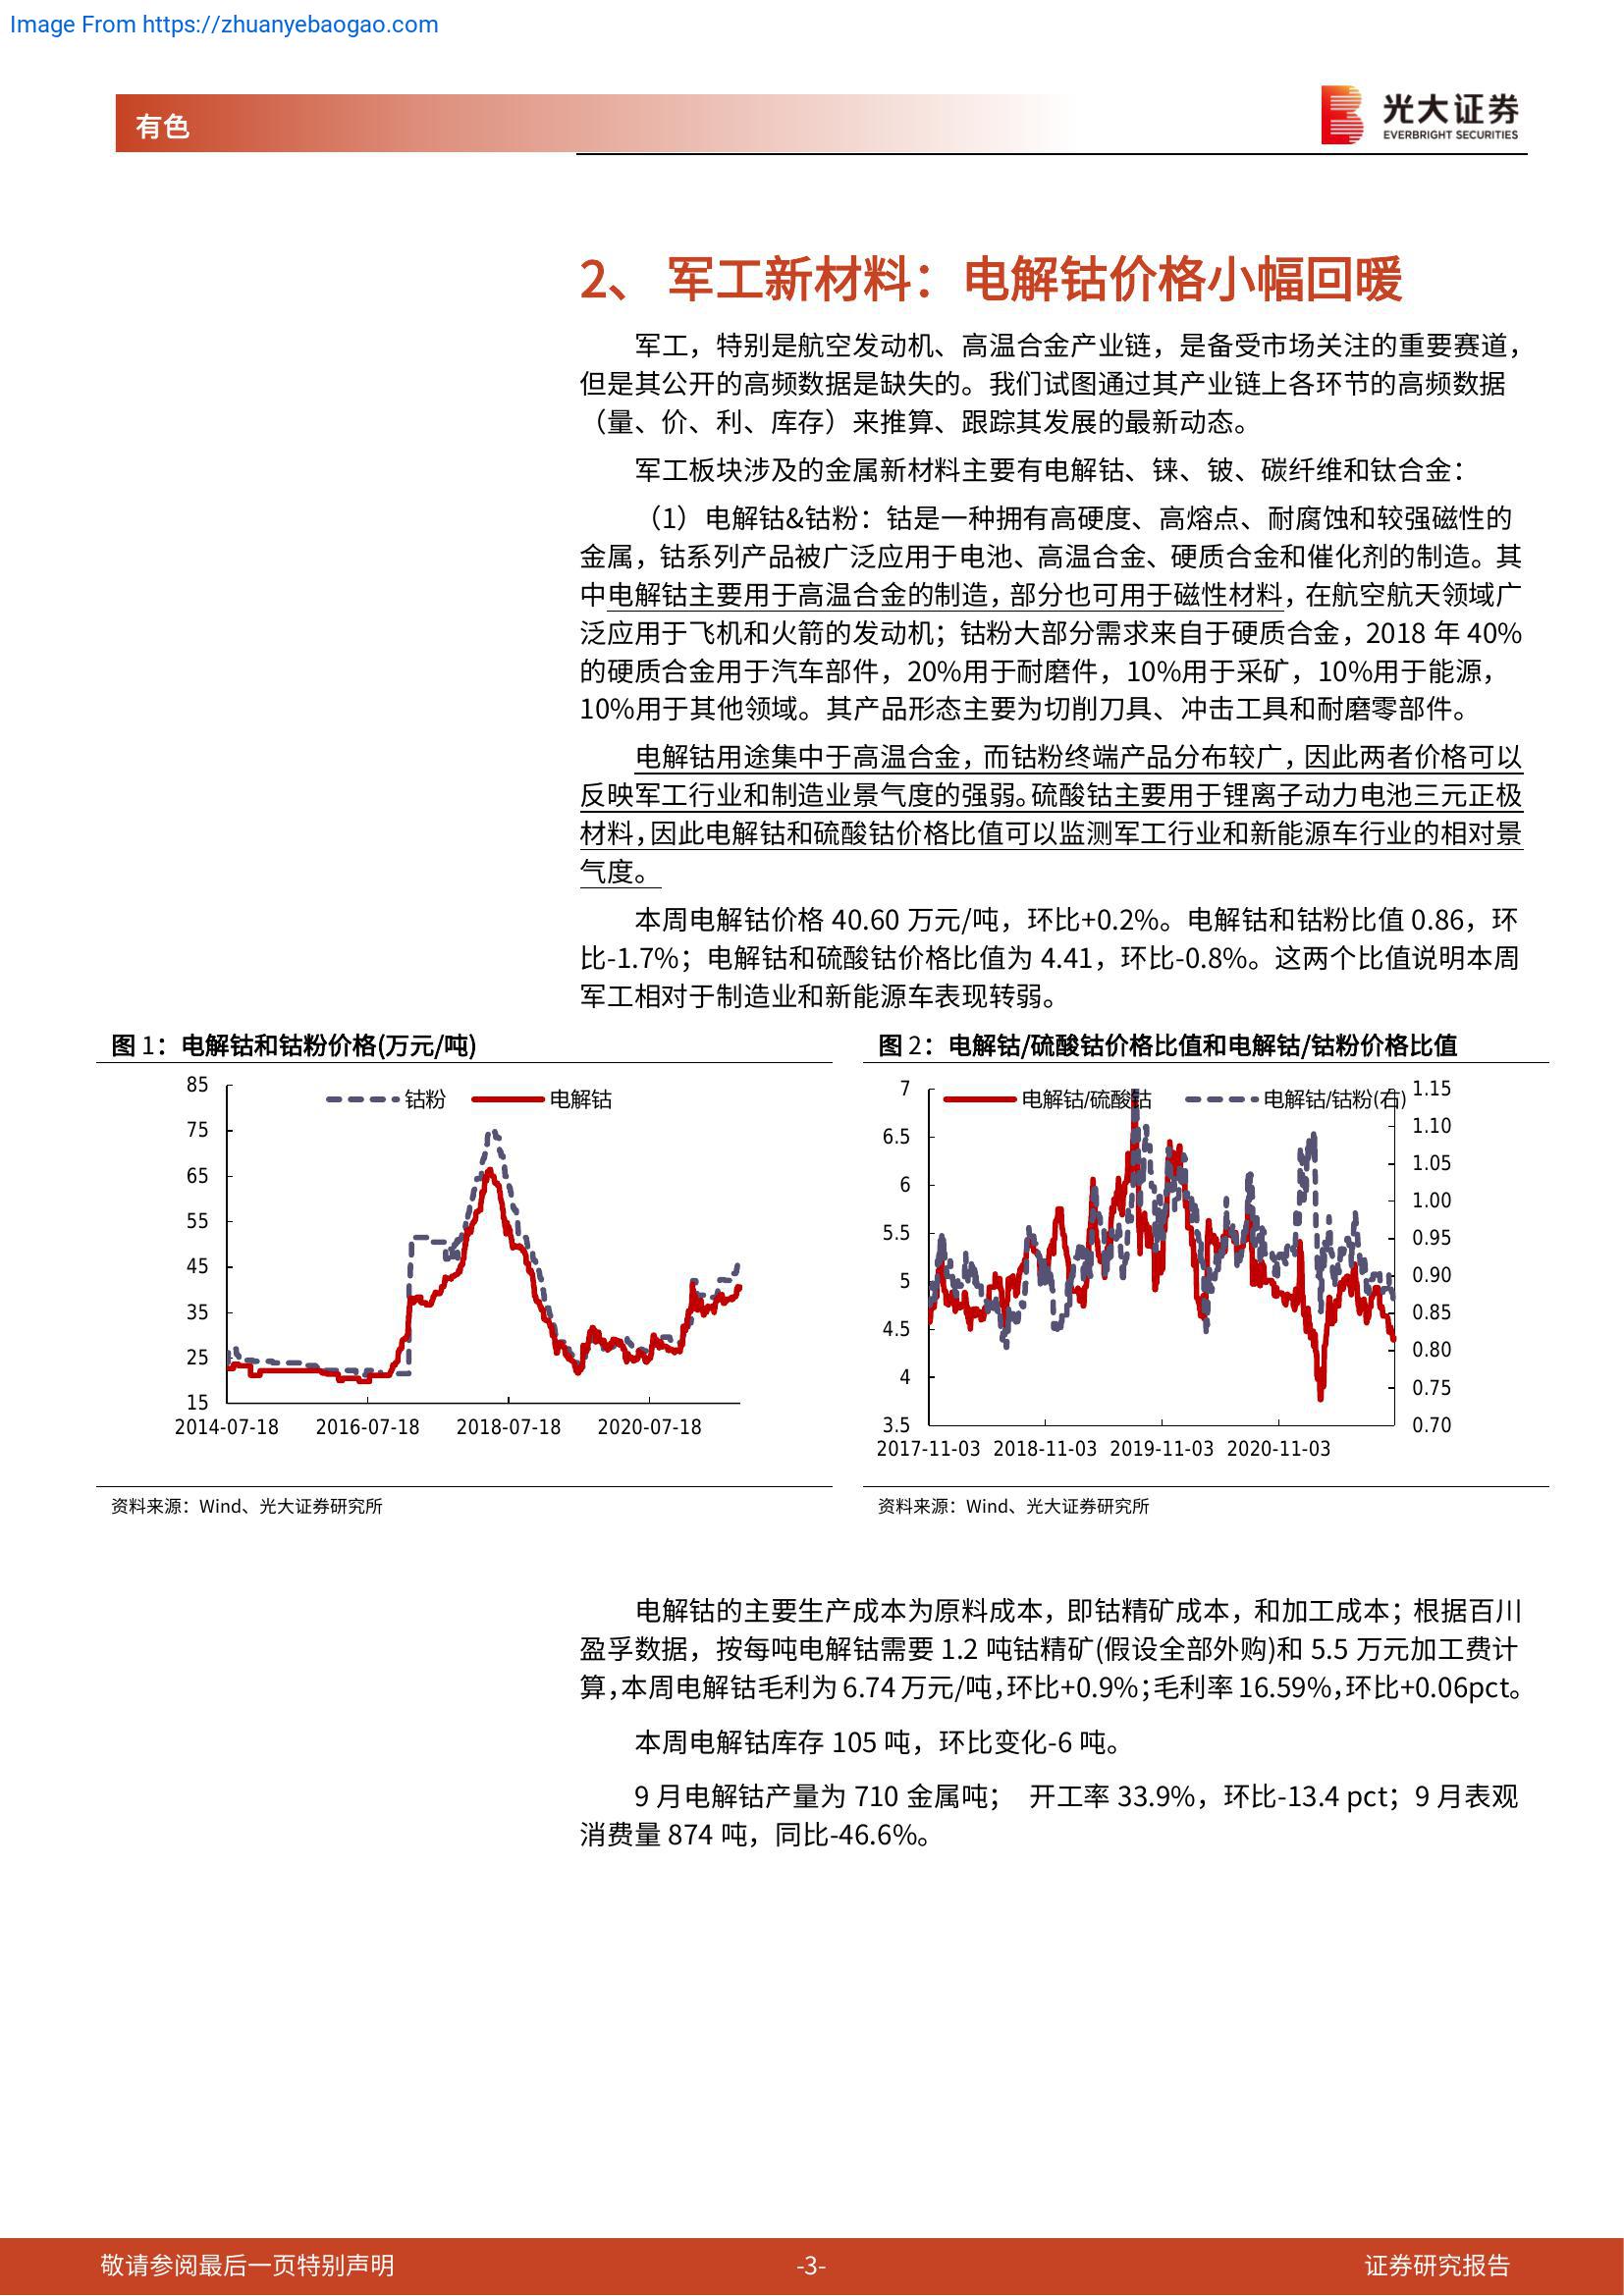 Image From https://zhuanyebaogao.com
有色
光大证券
EVERBRIGHT SECURITIES
2、 军工新材料：电解钴价格小幅回暖
军工，特别是航空发动机、高温合金产业链，是备受市场关注的重要赛道，
但是其公开的高频数据是缺失的。我们试图通过其产业链上各环节的高频数据
（量、价、利、库存）来推算、跟踪其发展的最新动态。
军工板块涉及的金属新材料主要有电解钴、铼、铍、碳纤维和钛合金：
（1）电解钴&钴粉：钴是一种拥有高硬度、高熔点、耐腐蚀和较强磁性的
金属，钴系列产品被广泛应用于电池、高温合金、硬质合金和催化剂的制造。其
中电解钴主要用于高温合金的制造，部分也可用于磁性材料，在航空航天领域广
泛应用于飞机和火箭的发动机；钴粉大部分需求来自于硬质合金，2018 年 40%
的硬质合金用于汽车部件，20%用于耐磨件，10%用于采矿，10%用于能源，
10%用于其他领域。其产品形态主要为切削刀具、冲击工具和耐磨零部件。
电解钴用途集中于高温合金，而钴粉终端产品分布较广，因此两者价格可以
反映军工行业和制造业景气度的强弱。硫酸钴主要用于锂离子动力电池三元正极
材料，因此电解钴和硫酸钴价格比值可以监测军工行业和新能源车行业的相对景
气度。
本周电解钴价格 40.60 万元/吨，环比+0.2%。电解钴和钴粉比值 0.86，环
比-1.7%；电解钴和硫酸钴价格比值为 4.41，环比-0.8%。这两个比值说明本周
军工相对于制造业和新能源车表现转弱。
图 1：电解钴和钴粉价格(万元/吨)
钴粉 电解钴
85
75
65
55
45
35
25
15
2014-07-18 2016-07-18 2018-07-18 2020-07-18
资料来源：Wind、光大证券研究所
图 2：电解钴/硫酸钴价格比值和电解钴/钴粉价格比值
电解钴/硫酸钴 电解钴/钴粉(右)
7
6.5
6
5.5
5
4.5
4
3.5
1.15
1.10
1.05
1.00
0.95
0.90
0.85
0.80
0.75
0.70
2017-11-03 2018-11-03 2019-11-03 2020-11-03
资料来源：Wind、光大证券研究所
电解钴的主要生产成本为原料成本，即钴精矿成本，和加工成本；根据百川
盈孚数据，按每吨电解钴需要 1.2 吨钴精矿(假设全部外购)和 5.5 万元加工费计
算，本周电解钴毛利为 6.74 万元/吨，环比+0.9%；毛利率 16.59%，环比+0.06pct。
本周电解钴库存 105 吨，环比变化-6 吨。
9 月电解钴产量为 710 金属吨； 开工率 33.9%，环比-13.4 pct；9 月表观
消费量 874 吨，同比-46.6%。
敬请参阅最后一页特别声明
-3-
证券研究报告